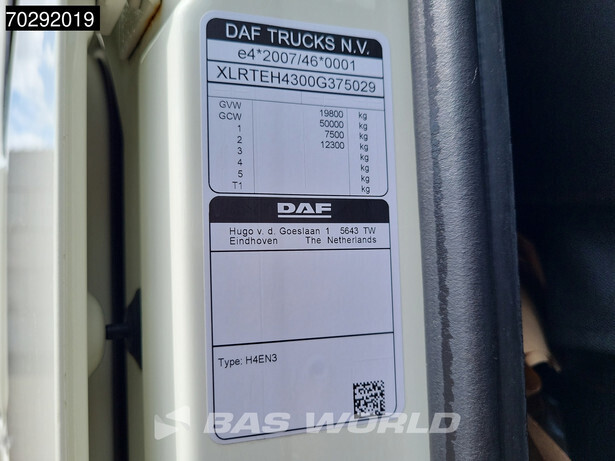 70292019
DAF TRUCKS N.V.
e4*2007/46*0001
XLRTEH4300G375029
GVW 19800 kg
GCW 50000 kg
1 7500 kg
2 12300 kg
3 kg
4 kg
5 kg
T1 kg
DAF
Hugo v. d. Goeslaan 1 5643 TW
Eindhoven The Netherlands
Type: H4EN3
BAS WORLD